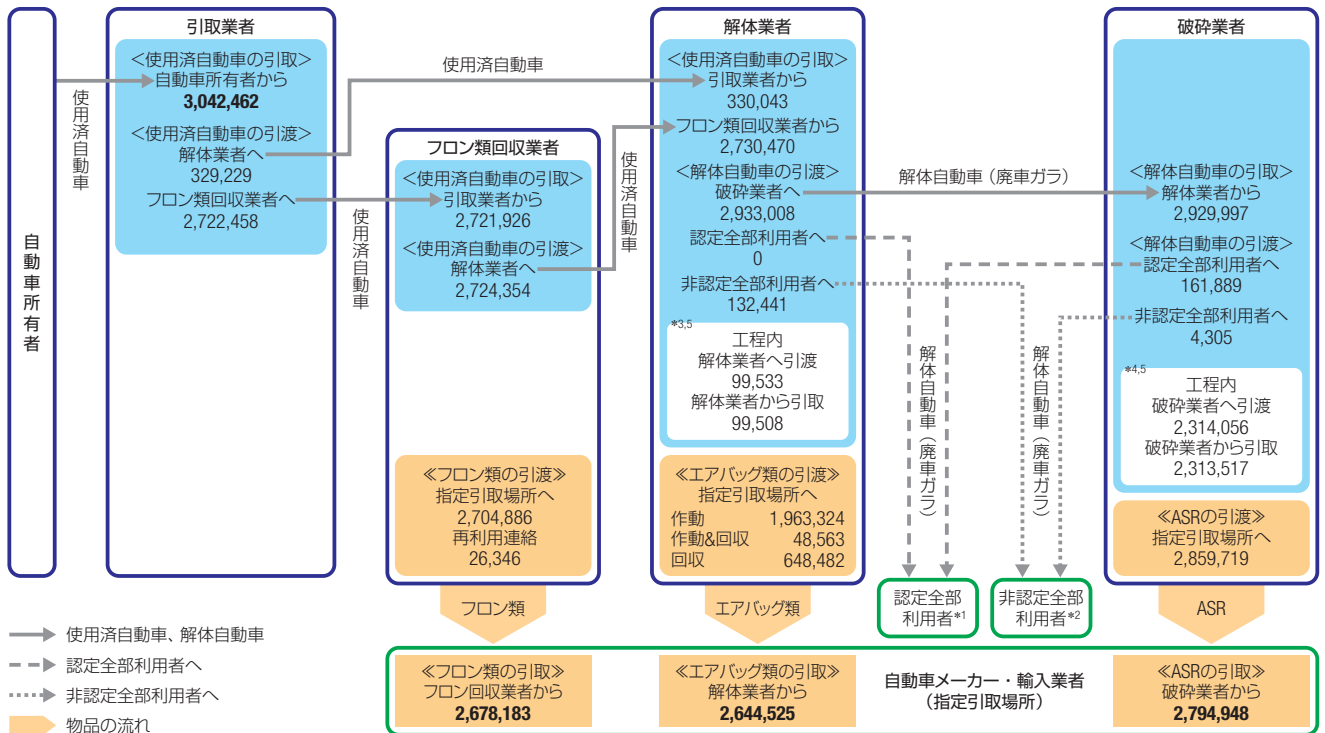 自動車所有者
使用済自動車
引取業者
<使用済自動車の引取>
自動車所有者から
3,042,462
<使用済自動車の引渡>
解体業者へ
329,229
フロン類回収業者へ
2,722,458
使用済自動車
使用済自動車
フロン類回収業者
<使用済自動車の引取>
引取業者から
2,721,926
<使用済自動車の引渡>
解体業者へ
2,724,354
≪フロン類の引渡≫
指定引取場所へ
2,704,886
再利用連絡
26,346
使用済自動車
解体業者
<使用済自動車の引取>
引取業者から
330,043
フロン類回収業者から
2,730,470
<解体自動車の引渡>
破砕業者へ
2,933,008
認定全部利用者へ
0
非認定全部利用者へ
132,441
*3,5
工程内
解体業者へ引渡
99,533
解体業者から引取
99,508
≪エアバッグ類の引渡≫
指定引取場所へ
作動 1,963,324
作動&回収 48,563
回収 648,482
解体自動車（廃車ガラ）
解体自動車（廃車ガラ）
解体自動車（廃車ガラ）
破砕業者
<解体自動車の引取>
解体業者から
2,929,997
<解体自動車の引渡>
認定全部利用者へ
161,889
非認定全部利用者へ
4,305
*4,5
工程内
破砕業者へ引渡
2,314,056
破砕業者から引取
2,313,517
≪ASRの引渡≫
指定引取場所へ
2,859,719
フロン類
エアバッグ類
認定全部
利用者*1
非認定全部
利用者*2
ASR
使用済自動車、解体自動車
認定全部利用者へ
非認定全部利用者へ
物品の流れ
≪フロン類の引取≫
フロン回収業者から
2,678,183
≪エアバッグ類の引取≫
解体業者から
2,644,525
自動車メーカー・輸入業者
（指定引取場所）
≪ASRの引取≫
破砕業者から
2,794,948